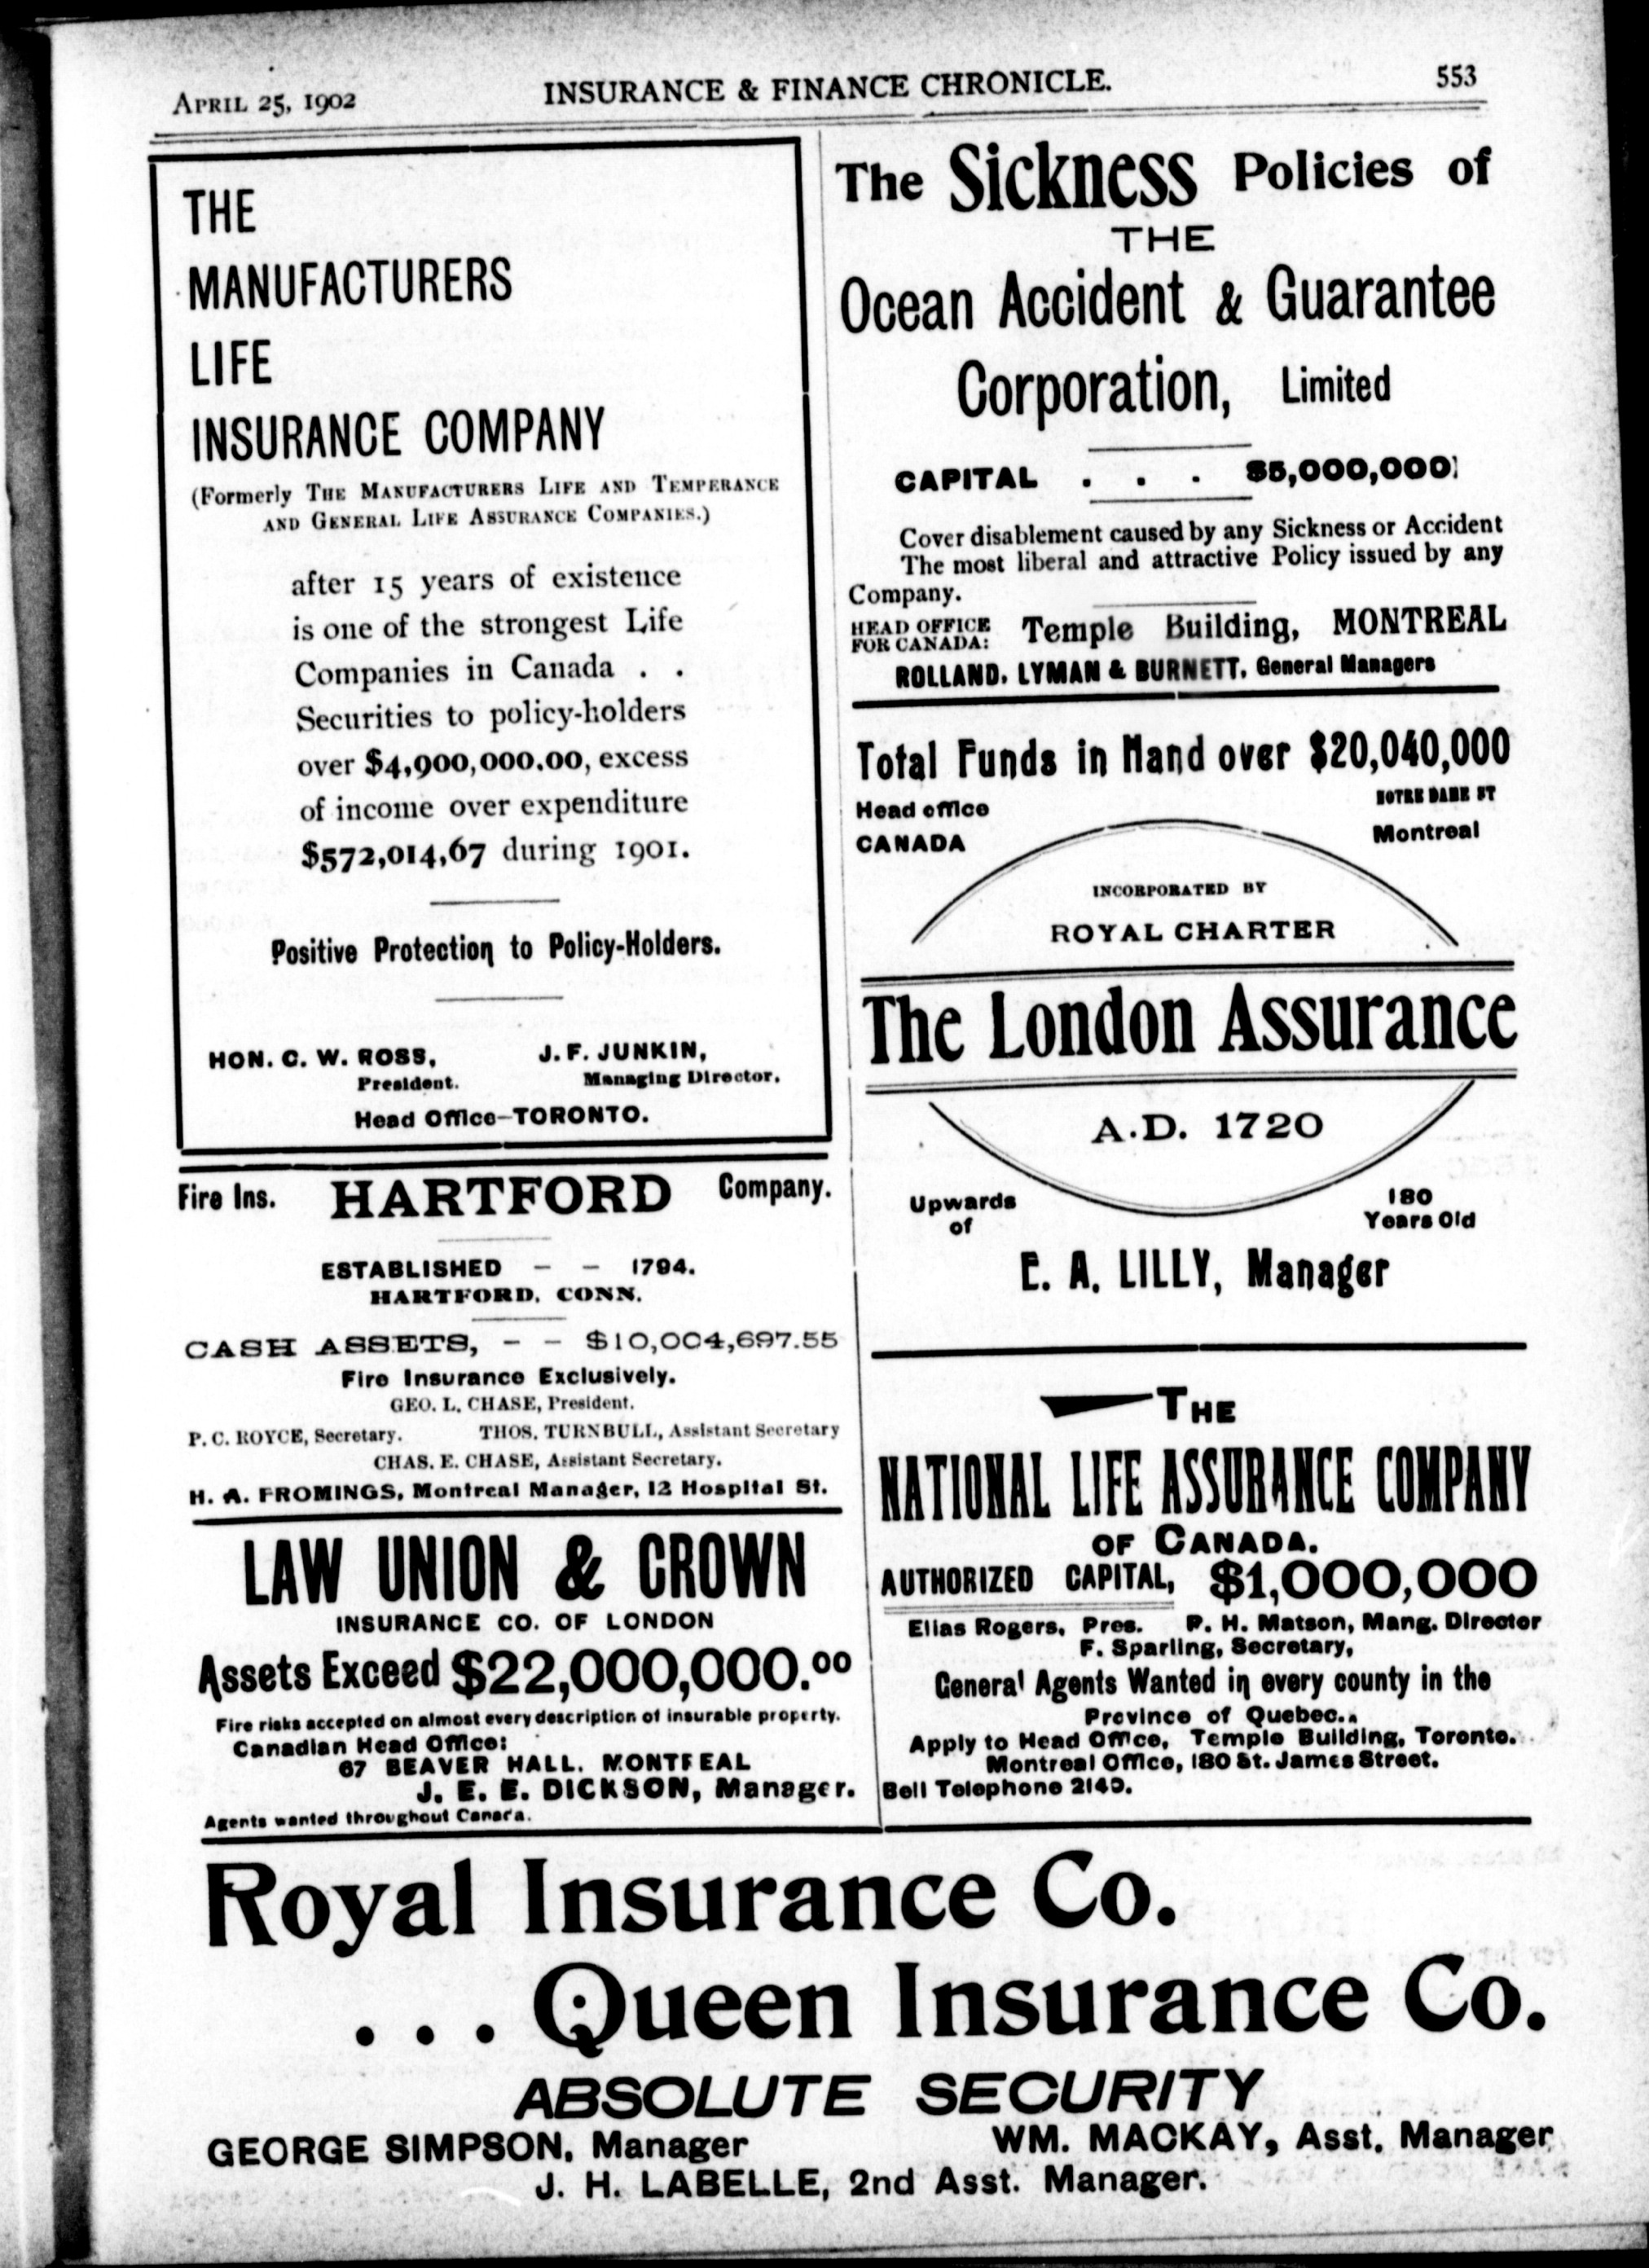 APRIL 25, 1902
INSURANCE & FINANCE CHRONICLE.
553
THE
MANUFACTURERS
LIFE
INSURANCE COMPANY
(Formerly THE MANUFACTURERS LIFE AND TEMPERANCE
AND GENERAL LIFE ASSURANCE COMPANIES.)
after 15 years of existence
is one of the strongest Life
Companies in Canada . .
Securities to policy-holders
over $4,900,000.00, excess
of income over expenditure
$572,014,67 during 1901.
Positive Protection to Policy-Holders.
HON. G. W. ROSS, J. F. JUNKIN,
President. Managing Director.
Head Office—TORONTO.
Fire Ins. HARTFORD Company.
ESTABLISHED - - 1794.
HARTFORD, CONN.
CASH ASSETS, - - $10,004,697.55
Fire Insurance Exclusively.
GEO. L. CHASE, President.
P. C. ROYCE, Secretary. THOS. TURNBULL, Assistant Secretary
CHAS. E. CHASE, Assistant Secretary.
H. A. FROMINGS, Montreal Manager, 12 Hospital St.
LAW UNION & CROWN
INSURANCE CO. OF LONDON
Assets Exceed $22,000,000.00
Fire risks accepted on almost every description of insurable property.
Canadian Head Office:
67 BEAVER HALL, MONTREAL
J. E. E. DICKSON, Manager.
Agents wanted throughout Canada.
The Sickness Policies of
THE
Ocean Accident & Guarantee
Corporation, Limited
CAPITAL . . . $5,000,000
Cover disablement caused by any Sickness or Accident
The most liberal and attractive Policy issued by any
Company.
HEAD OFFICE
FOR CANADA: Temple Building, MONTREAL
ROLLAND, LYMAN & BURNETT, General Managers
Total Funds in Hand over $20,040,000
Head office NOTRE DAME ST
CANADA Montreal
INCORPORATED BY
ROYAL CHARTER
The London Assurance
A.D. 1720
Upwards 180
of Years Old
E. A. LILLY, Manager
THE
NATIONAL LIFE ASSURANCE COMPANY
OF CANADA.
AUTHORIZED CAPITAL, $1,000,000
Elias Rogers, Pres. R. H. Matson, Mang. Director
F. Sparling, Secretary,
General Agents Wanted in every county in the
Province of Quebec..
Apply to Head Office, Temple Building, Toronto.
Montreal Office, 180 St. James Street.
Bell Telephone
Royal Insurance Co.
. . . Queen Insurance Co.
ABSOLUTE SECURITY
GEORGE SIMPSON, Manager WM. MACKAY, Asst. Manager
J. H. LABELLE, 2nd Asst. Manager.